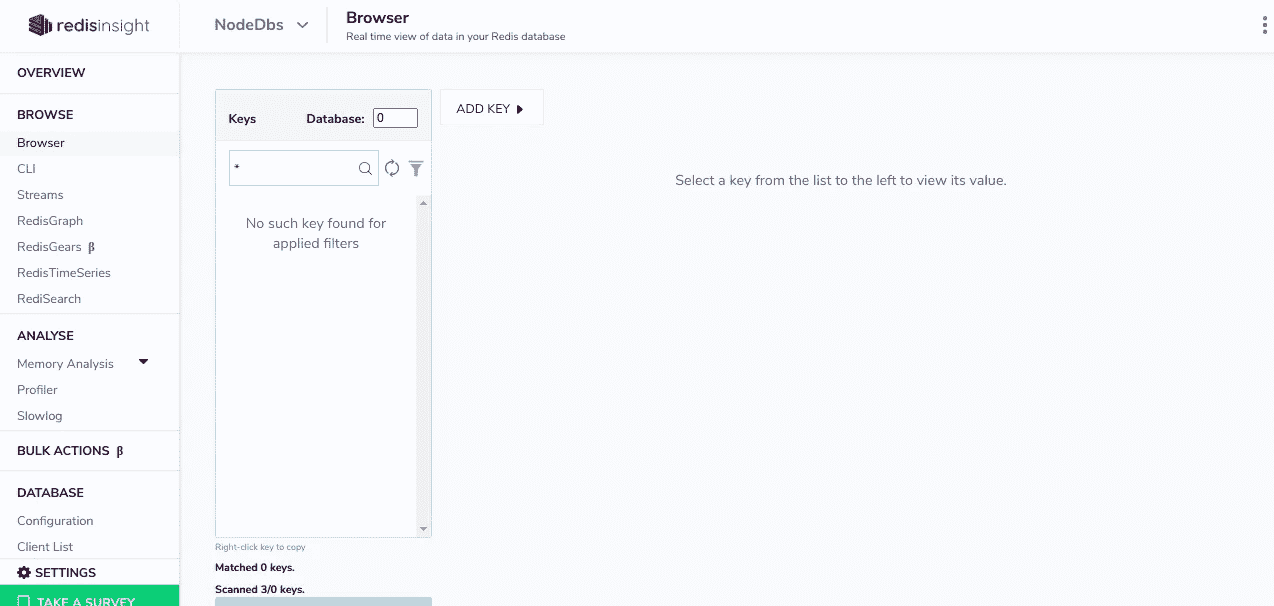 redisinsight
NodeDbs
Browser
Real time view of data in your Redis database
OVERVIEW
BROWSE
Browser
CLI
Streams
RedisGraph
RedisGears β
RedisTimeSeries
RediSearch
ANALYSE
Memory Analysis
Profiler
Slowlog
BULK ACTIONS β
DATABASE
Configuration
Client List
SETTINGS
TAKE A SURVEY
Keys Database: 0
*
No such key found for
applied filters
Right-click key to copy
Matched 0 keys.
Scanned 3/0 keys.
ADD KEY
Select a key from the list to the left to view its value.